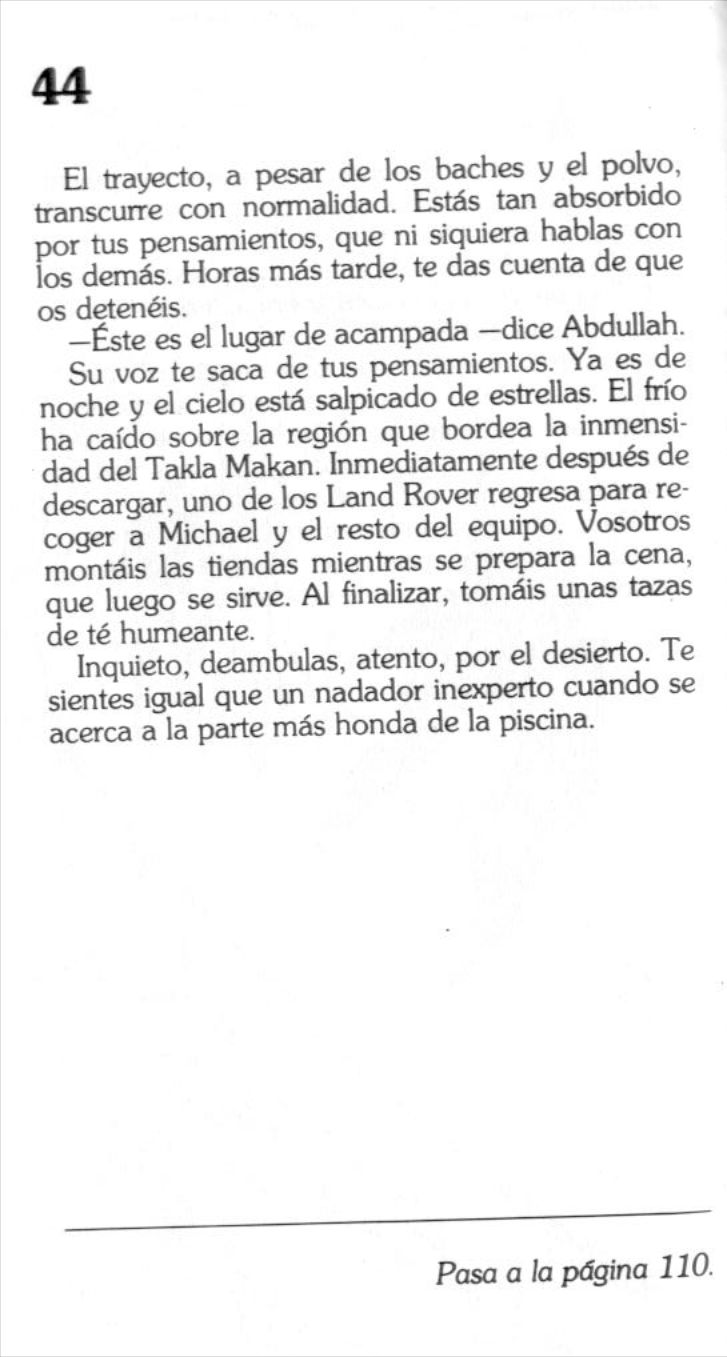 44
El trayecto, a pesar de los baches y el polvo,
transcurre con normalidad. Estás tan absorbido
por tus pensamientos, que ni siquiera hablas con
los demás. Horas más tarde, te das cuenta de que
os detenéis.
—Éste es el lugar de acampada —dice Abdullah.
Su voz te saca de tus pensamientos. Ya es de
noche y el cielo está salpicado de estrellas. El frío
ha caído sobre la región que bordea la inmensi-
dad del Takla Makan. Inmediatamente después de
descargar, uno de los Land Rover regresa para re-
coger a Michael y el resto del equipo. Vosotros
montáis las tiendas mientras se prepara la cena,
que luego se sirve. Al finalizar, tomáis unas tazas
de té humeante.
Inquieto, deambulas, atento, por el desierto. Te
sientes igual que un nadador inexperto cuando se
acerca a la parte más honda de la piscina.
Pasa a la página 110.